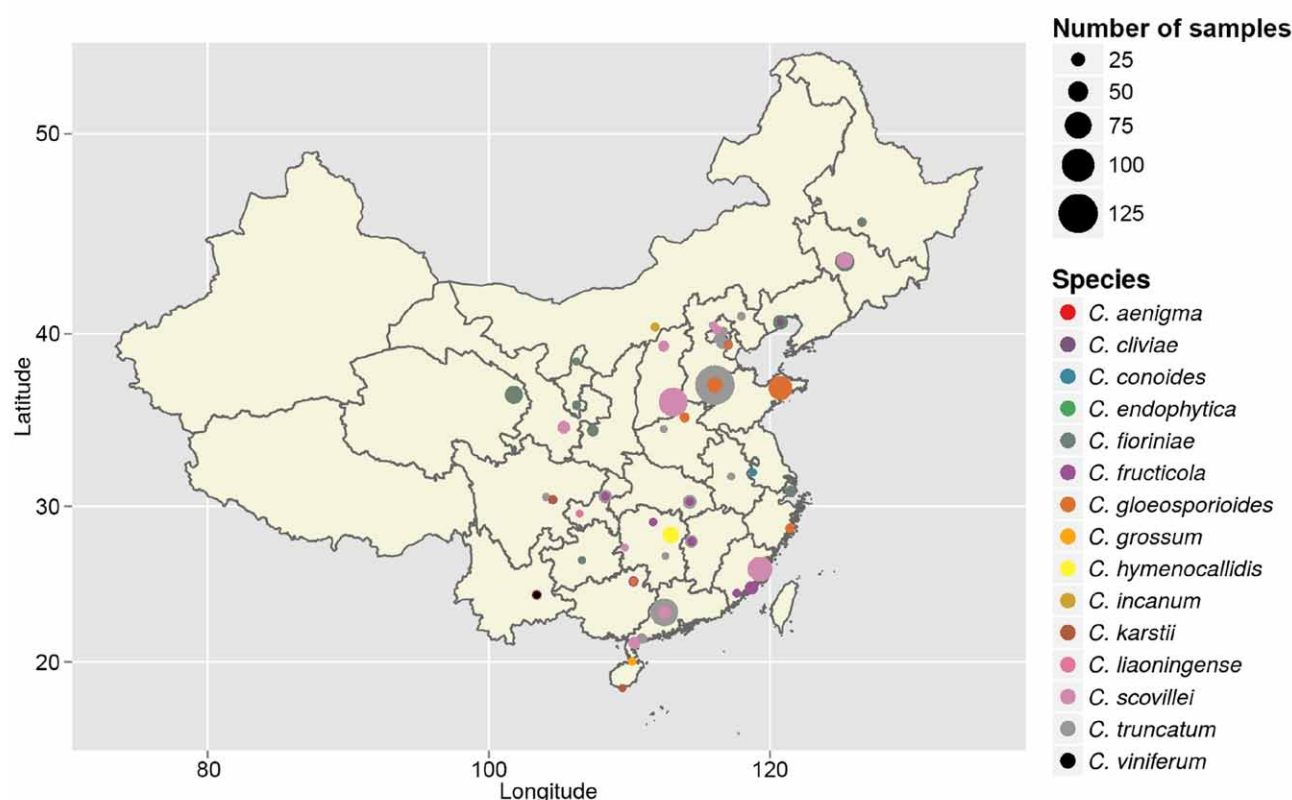 Number of samples
25
50
75
100
125
Species
C. aenigma
C. cliviae
C. conoides
C. endophytica
C. fioriniae
C. fructicola
C. gloeosporioides
C. grossum
C. hymenocallidis
C. incanum
C. karstii
C. liaoningense
C. scovillei
C. truncatum
C. viniferum
Latitude
50
40
30
20
80
100
120
Longitude